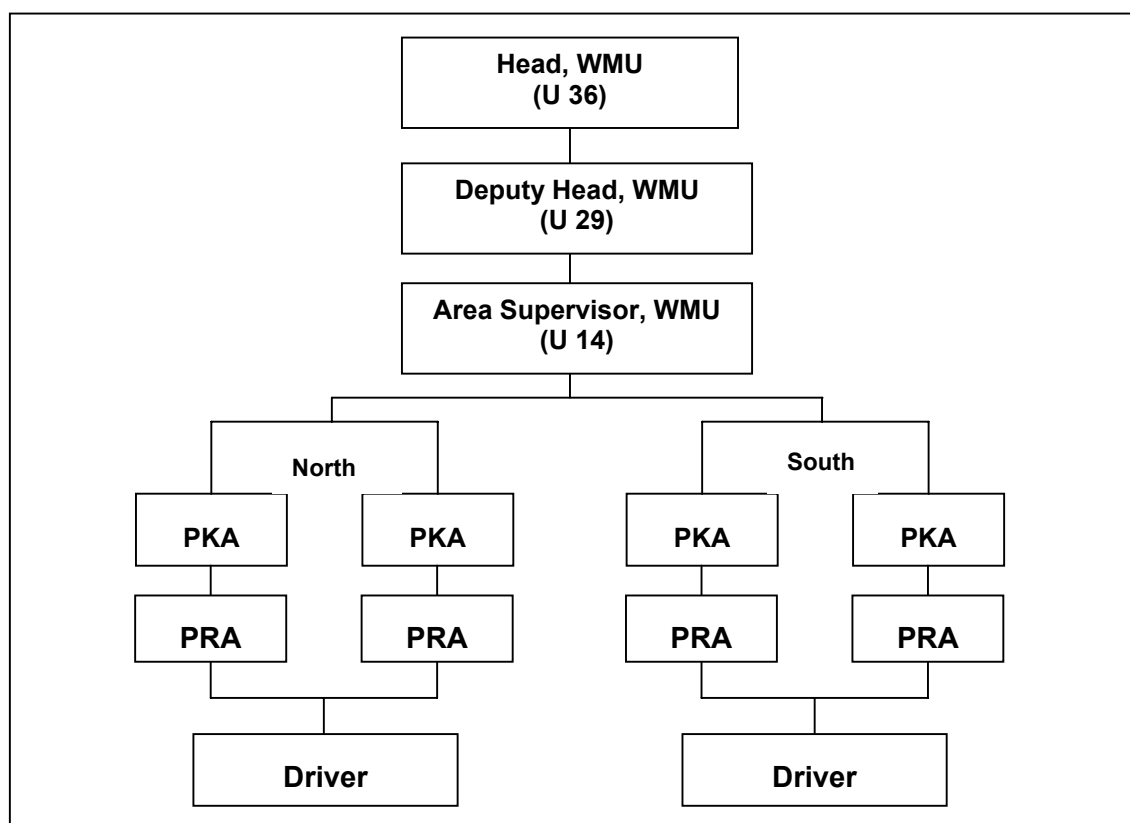 Head, WMU
(U 36)
Deputy Head, WMU
(U 29)
Area Supervisor, WMU
(U 14)
North
South
PKA
PKA
PKA
PKA
PRA
PRA
PRA
PRA
Driver
Driver